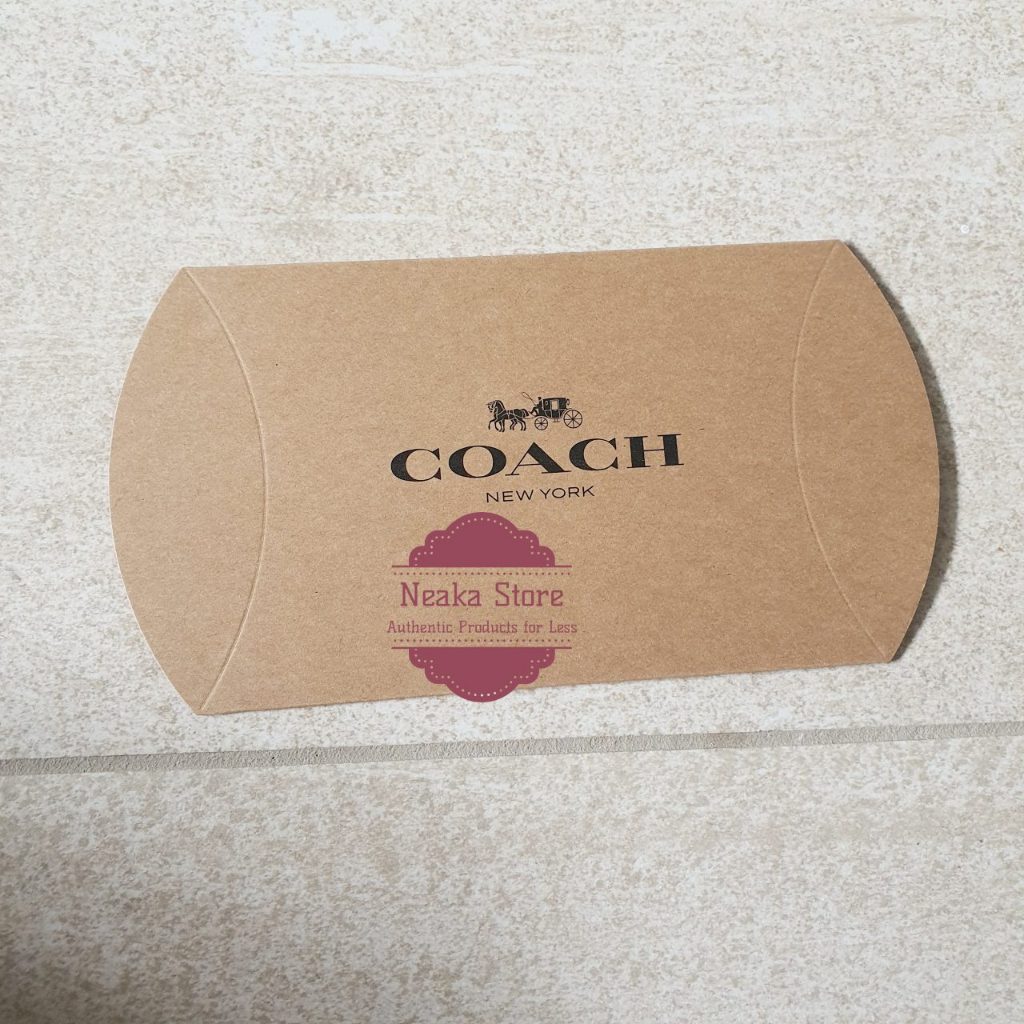 COACH
NEW YORK
Neaka Store
Authentic Products for Less